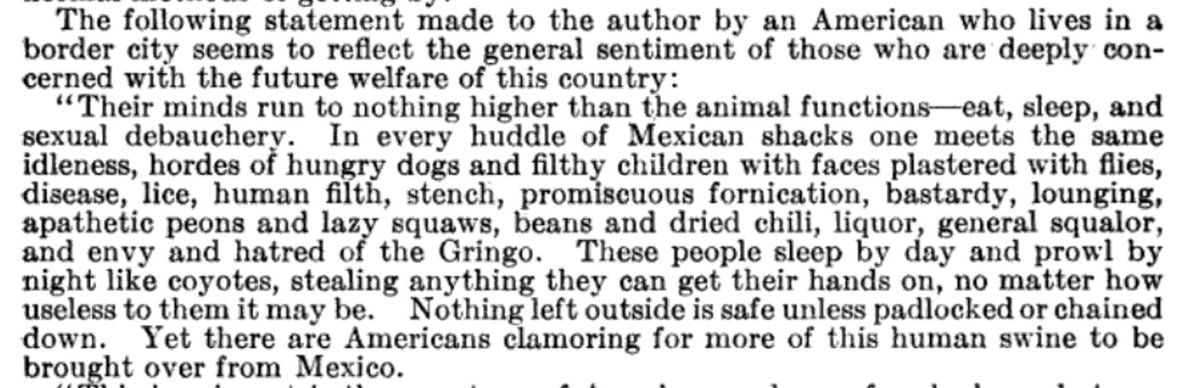 The following statement made to the author by an American who lives in a
border city seems to reflect the general sentiment of those who are deeply con-
cerned with the future welfare of this country:
“Their minds run to nothing higher than the animal functions—eat, sleep, and
sexual debauchery. In every huddle of Mexican shacks one meets the same
idleness, hordes of hungry dogs and filthy children with faces plastered with flies,
disease, lice, human filth, stench, promiscuous fornication, bastardy, lounging,
apathetic peons and lazy squaws, beans and dried chili, liquor, general squalor,
and envy and hatred of the Gringo. These people sleep by day and prowl by
night like coyotes, stealing anything they can get their hands on, no matter how
useless to them it may be. Nothing left outside is safe unless padlocked or chained
down. Yet there are Americans clamoring for more of this human swine to be
brought over from Mexico.